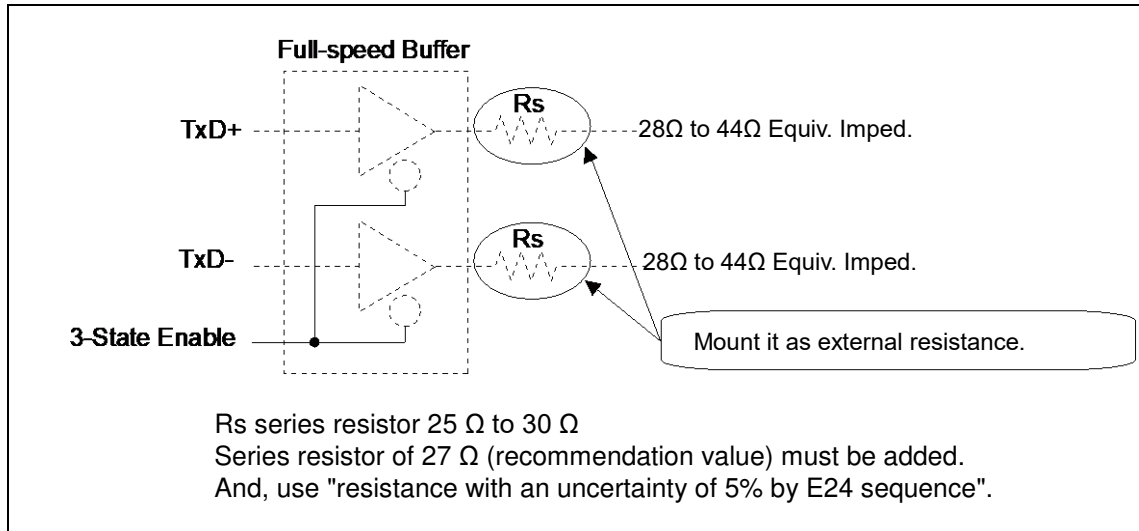 Full-speed Buffer
Rs
TxD+
28Ω to 44Ω Equiv. Imped.
Rs
TxD-
28Ω to 44Ω Equiv. Imped.
3-State Enable
Mount it as external resistance.
Rs series resistor 25 Ω to 30 Ω
Series resistor of 27 Ω (recommendation value) must be added.
And, use "resistance with an uncertainty of 5% by E24 sequence".